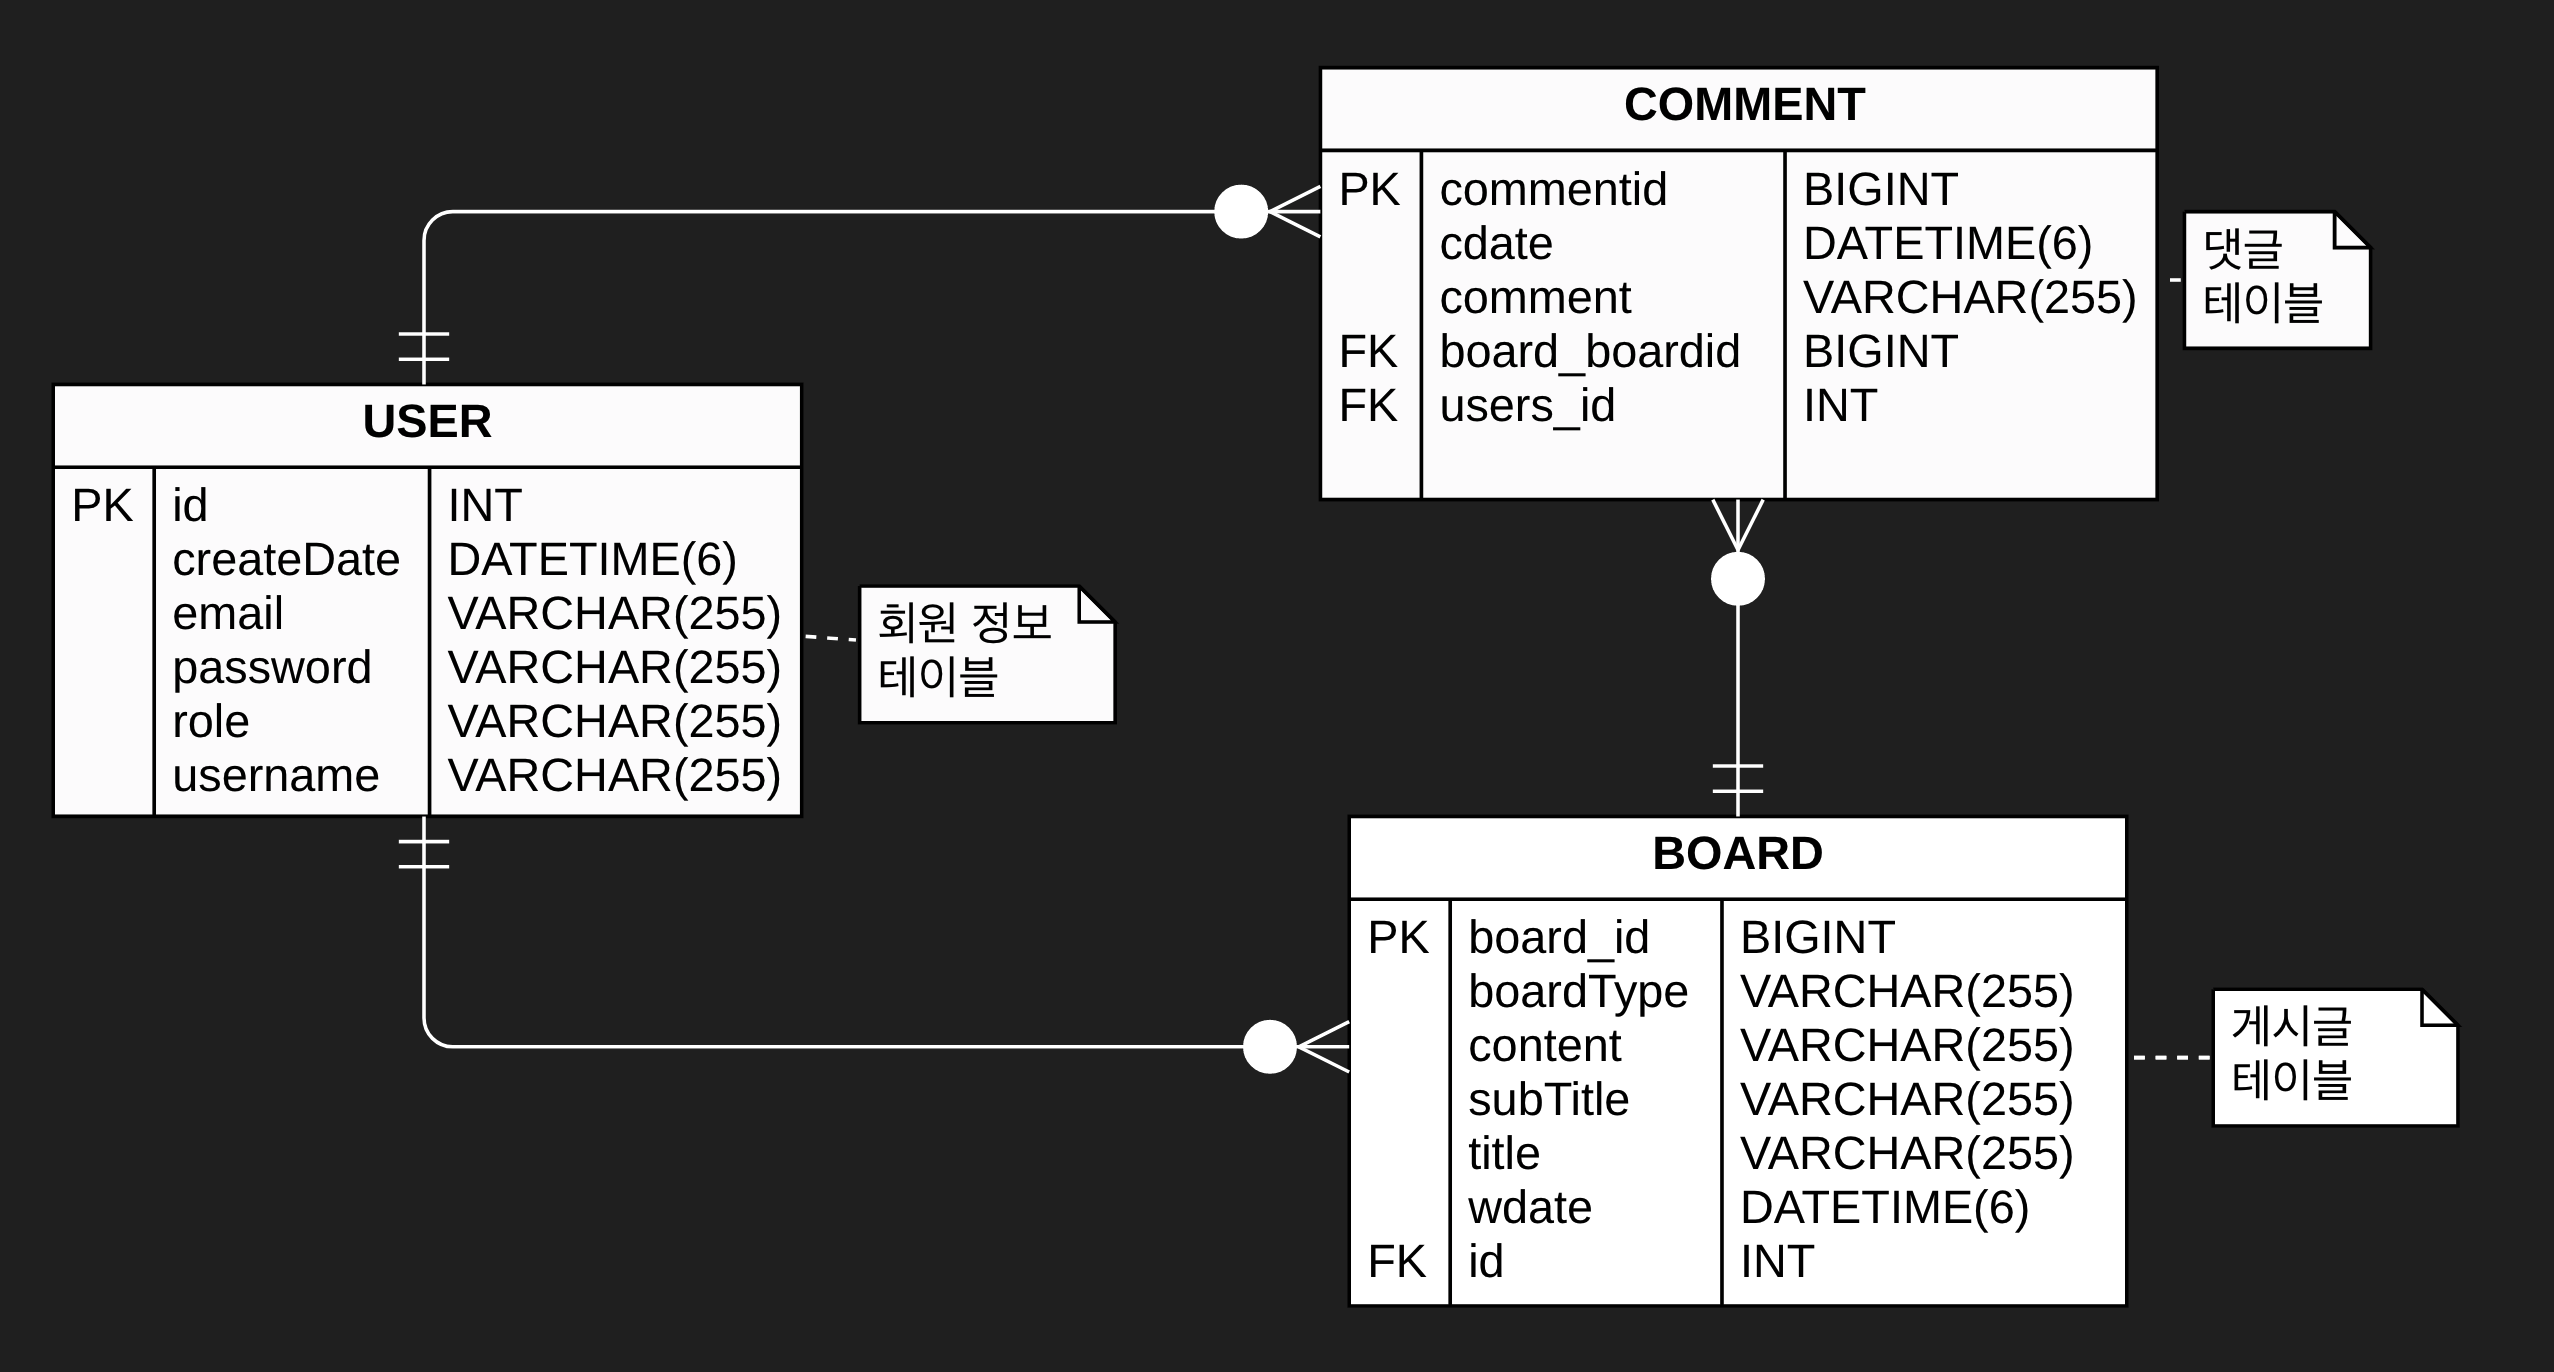 COMMENT
PK commentid BIGINT
cdate DATETIME(6)
comment VARCHAR(255)
FK board_boardid BIGINT
FK users_id INT
댓글
테이블
USER
PK id INT
createDate DATETIME(6)
email VARCHAR(255)
password VARCHAR(255)
role VARCHAR(255)
username VARCHAR(255)
회원 정보
테이블
BOARD
PK board_id BIGINT
boardType VARCHAR(255)
content VARCHAR(255)
subTitle VARCHAR(255)
title VARCHAR(255)
wdate DATETIME(6)
FK id INT
게시글
테이블